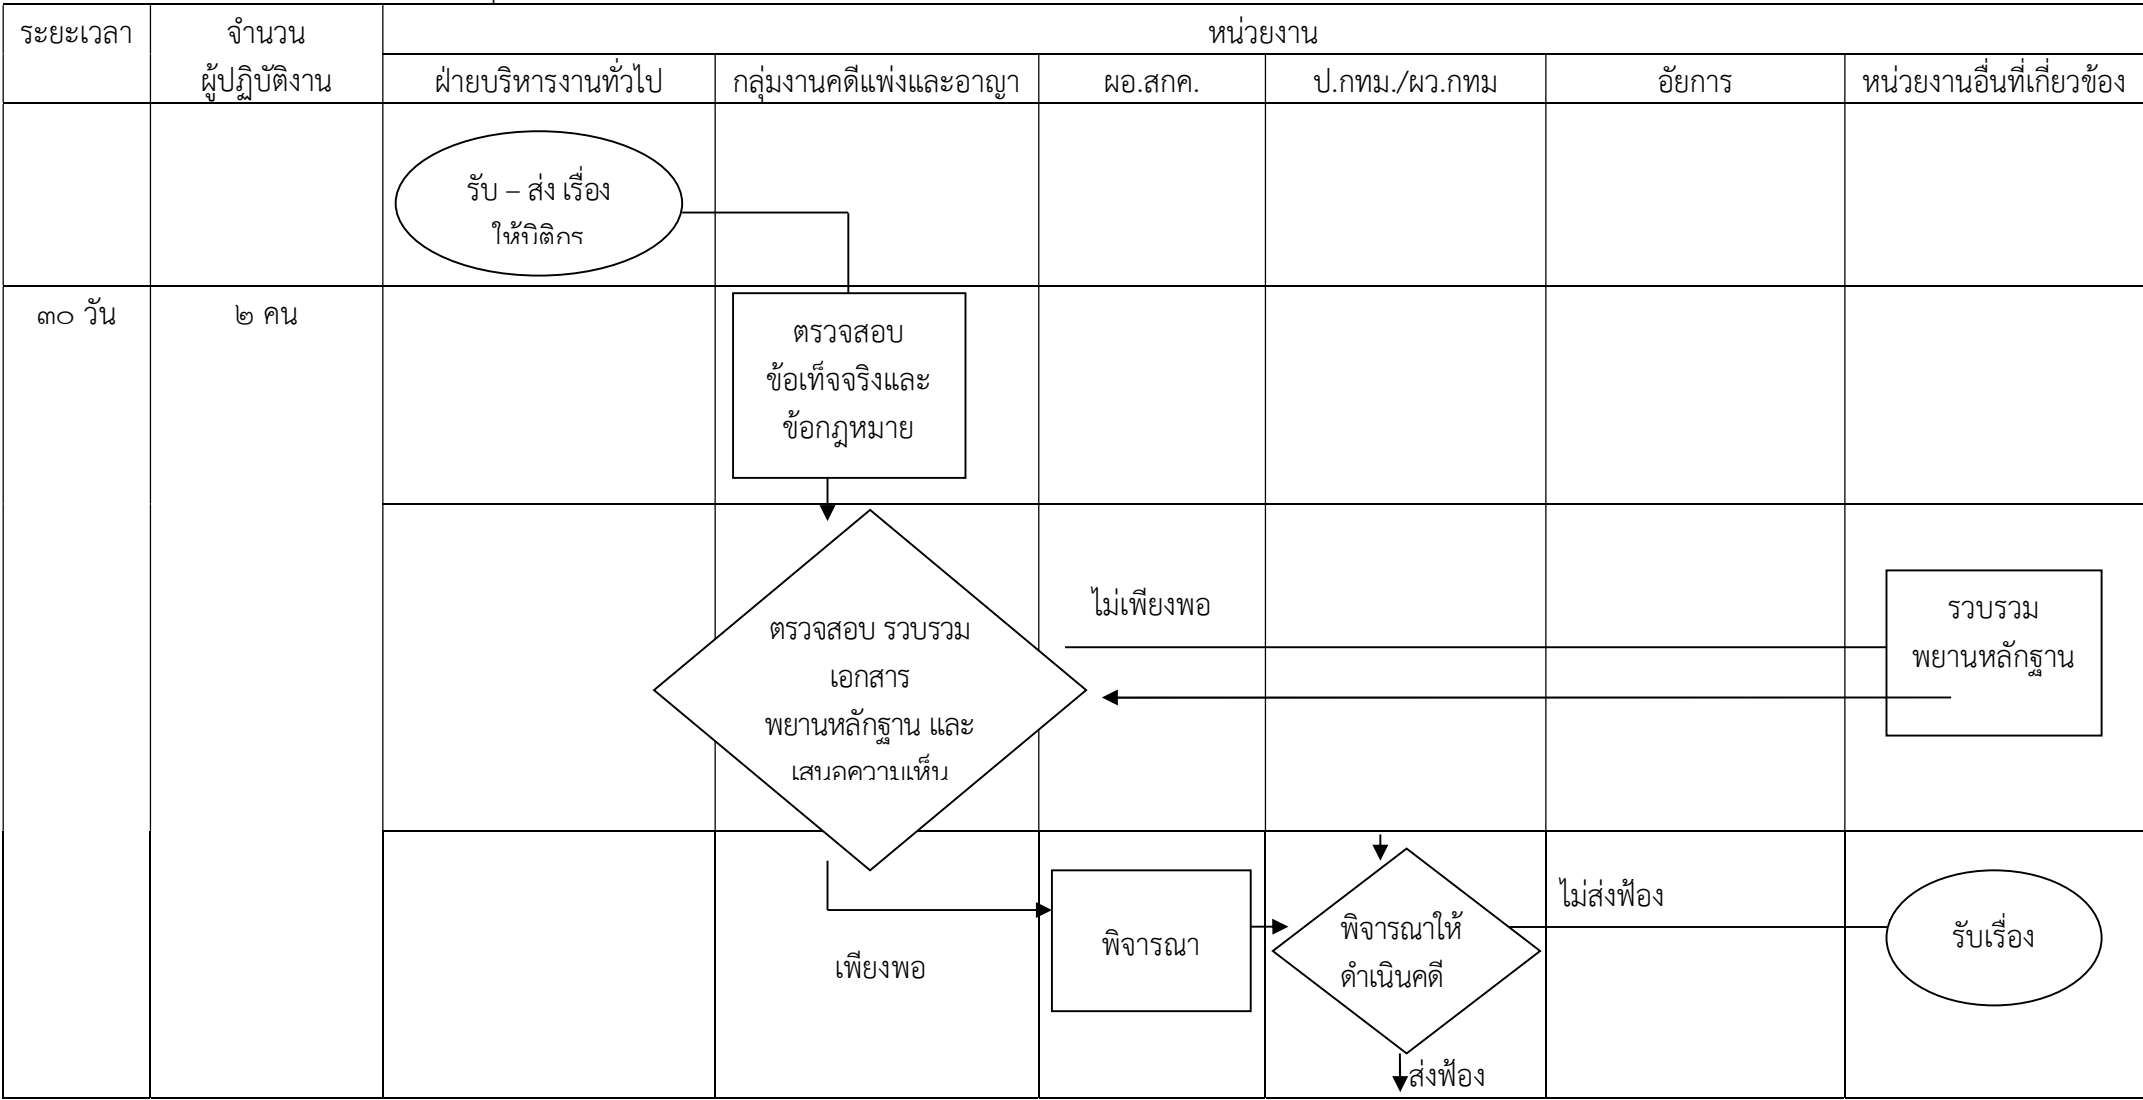 ระยะเวลา
จำนวน
ผู้ปฏิบัติงาน
หน่วยงาน
ฝ่ายบริหารงานทั่วไป
กลุ่มงานคดีแพ่งและอาญา
ผอ.สกค.
ป.กทม./ผว.กทม
อัยการ
หน่วยงานอื่นที่เกี่ยวข้อง
รับ – ส่ง เรื่อง
ให้นิติกร
๓๐ วัน
๒ คน
ตรวจสอบ
ข้อเท็จจริงและ
ข้อกฎหมาย
ตรวจสอบ รวบรวม
เอกสาร
พยานหลักฐาน และ
เสนอความเห็น
ไม่เพียงพอ
รวบรวม
พยานหลักฐาน
เพียงพอ
พิจารณา
พิจารณาให้
ดำเนินคดี
ไม่ส่งฟ้อง
รับเรื่อง
ส่งฟ้อง